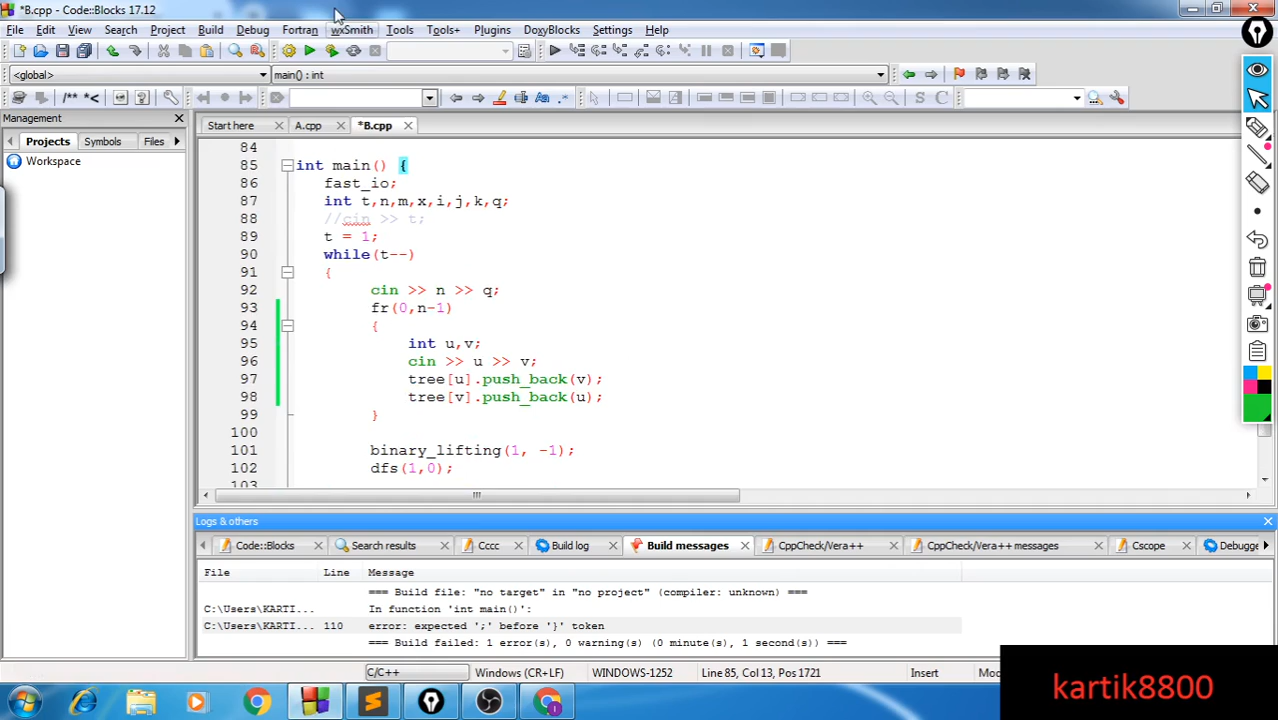 *B.cpp - Code::Blocks 17.12
File Edit View Search Project Build Debug Fortran wxSmith Tools Tools+ Plugins DoxyBlocks Settings Help
<global> main() : int
/** *< Aa .* S C
Management
Projects Symbols Files
Workspace
Start here A.cpp *B.cpp
84
85 int main() {
86 fast_io;
87 int t,n,m,x,i,j,k,q;
88 //cin >> t;
89 t = 1;
90 while(t--)
91 {
92 cin >> n >> q;
93 fr(0,n-1)
94 {
95 int u,v;
96 cin >> u >> v;
97 tree[u].push_back(v);
98 tree[v].push_back(u);
99 }
100
101 binary_lifting(1, -1);
102 dfs(1,0);
103
Logs & others
Code::Blocks Search results Cccc Build log Build messages CppCheck/Vera++ CppCheck/Vera++ messages Cscope Debugge
File Line Message
=== Build file: "no target" in "no project" (compiler: unknown) ===
C:\Users\KARTI... In function 'int main()':
C:\Users\KARTI... 110 error: expected ';' before '}' token
=== Build failed: 1 error(s), 0 warning(s) (0 minute(s), 1 second(s)) ===
C/C++ Windows (CR+LF) WINDOWS-1252 Line 85, Col 13, Pos 1721 Insert Mod
kartik8800